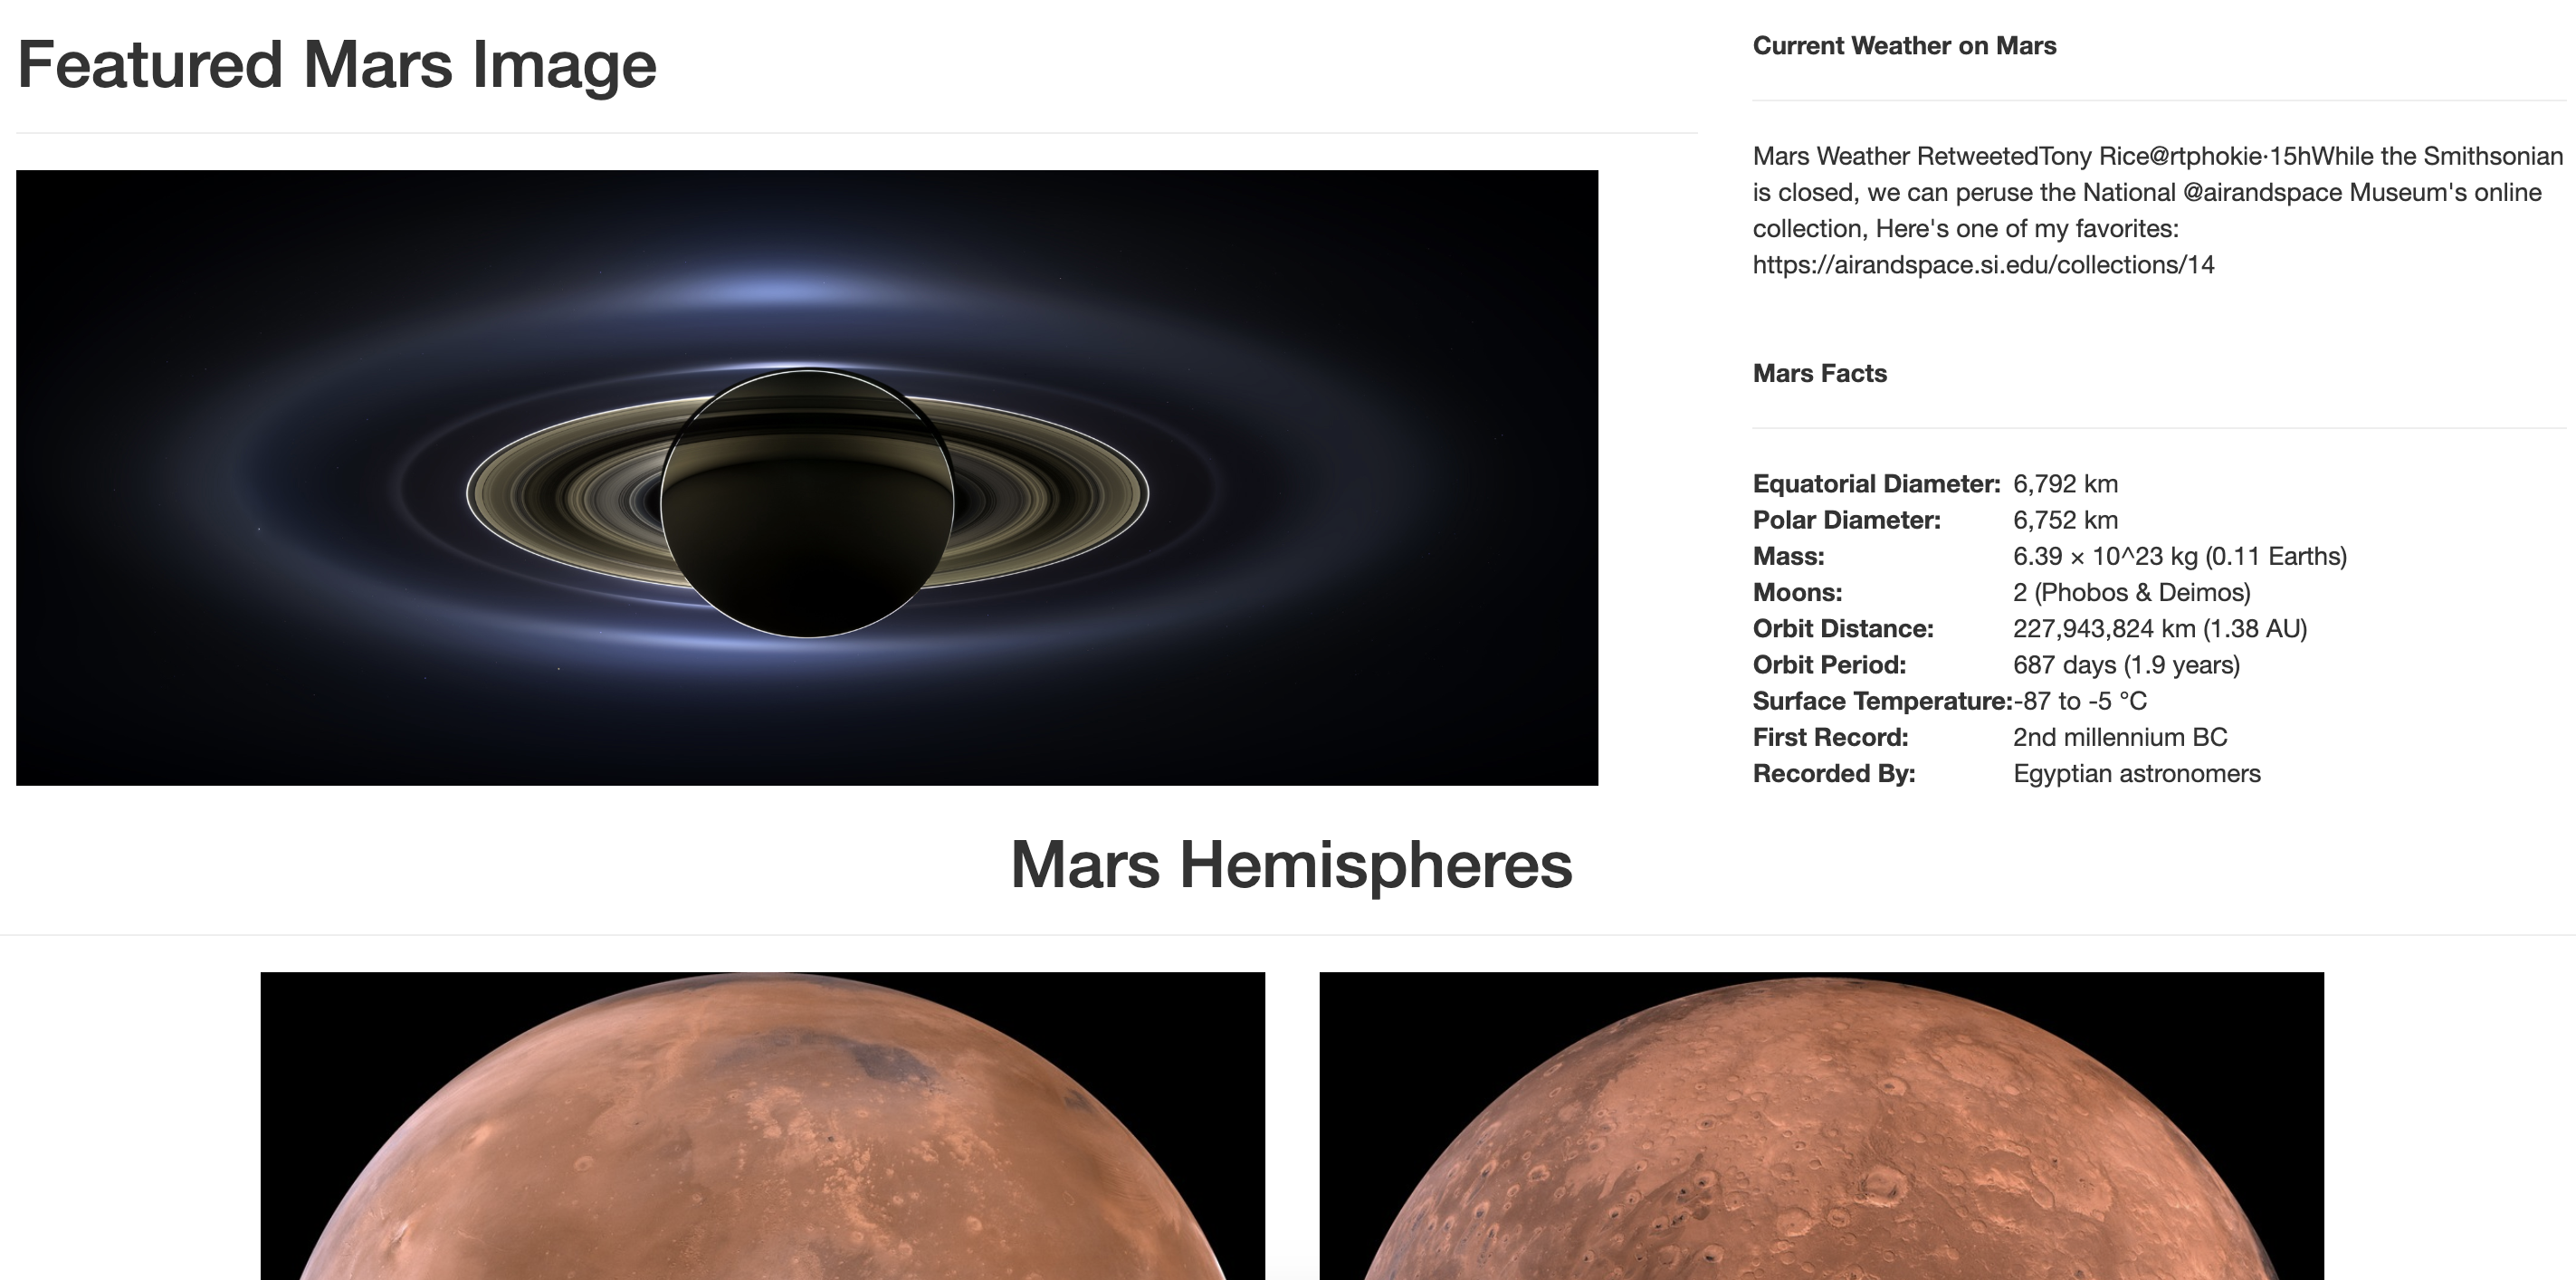 Featured Mars Image
Current Weather on Mars
Mars Weather RetweetedTony Rice@rtphokie·15hWhile the Smithsonian
is closed, we can peruse the National @airandspace Museum's online
collection, Here's one of my favorites:
https://airandspace.si.edu/collections/14
Mars Facts
Equatorial Diameter: 6,792 km
Polar Diameter: 6,752 km
Mass: 6.39 × 10^23 kg (0.11 Earths)
Moons: 2 (Phobos & Deimos)
Orbit Distance: 227,943,824 km (1.38 AU)
Orbit Period: 687 days (1.9 years)
Surface Temperature:-87 to -5 °C
First Record: 2nd millennium BC
Recorded By: Egyptian astronomers
Mars Hemispheres